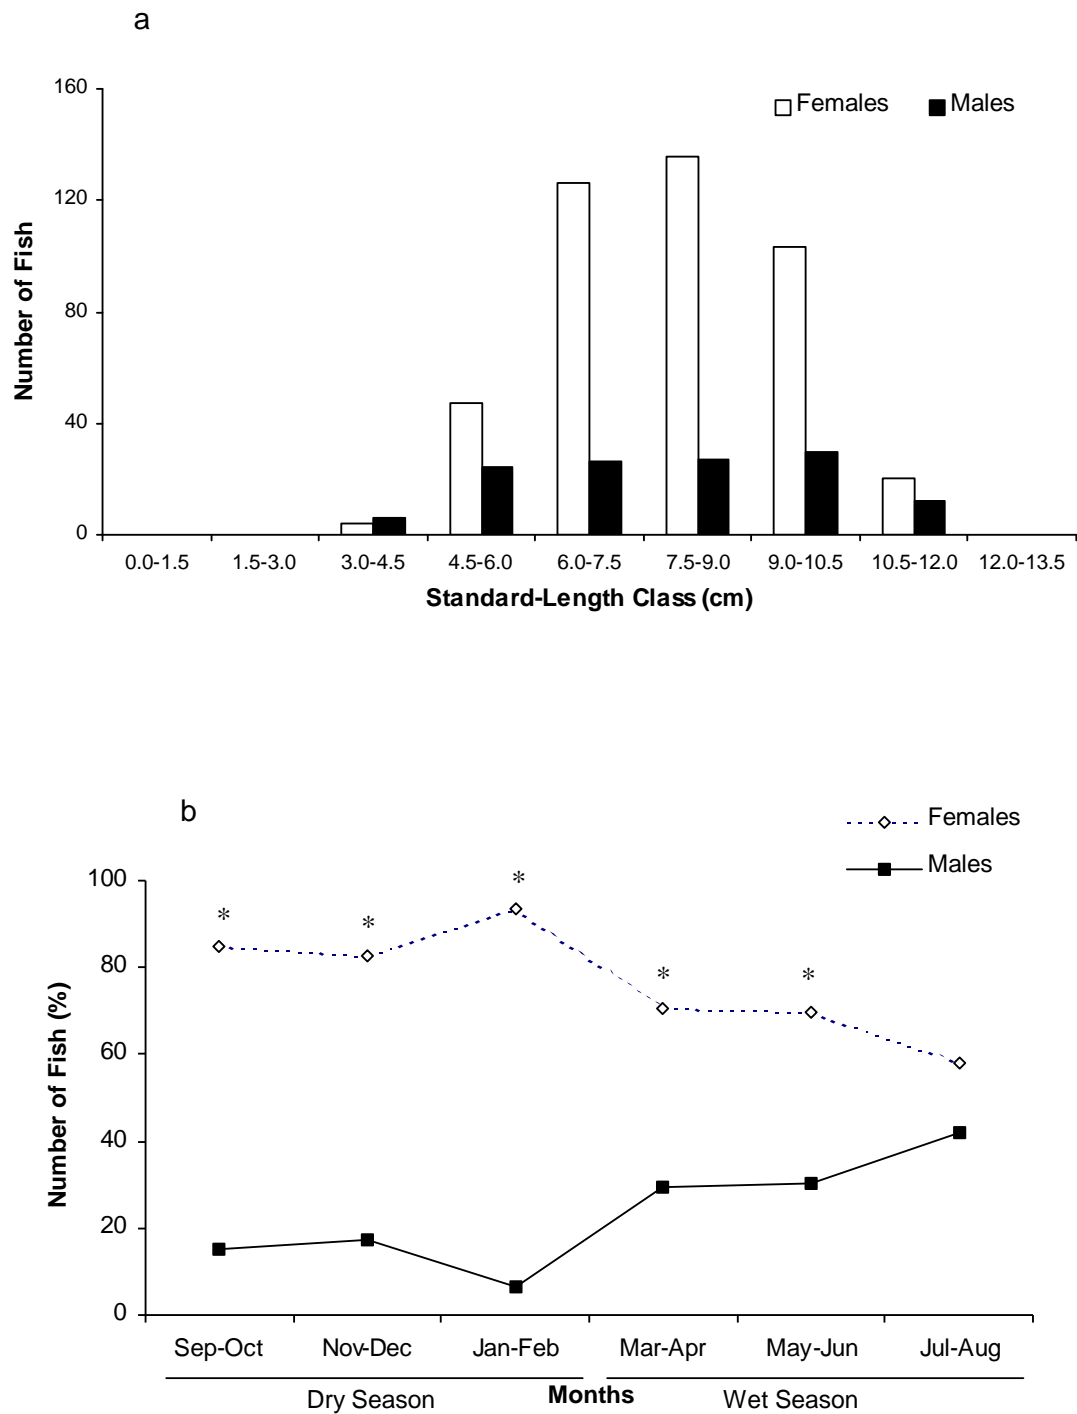 a
160
Females Males
120
Number of Fish
80
40
0
0.0-1.5 1.5-3.0 3.0-4.5 4.5-6.0 6.0-7.5 7.5-9.0 9.0-10.5 10.5-12.0 12.0-13.5
Standard-Length Class (cm)
b
Females
Males
100
*
*
*
80
*
*
Number of Fish (%)
60
40
20
0
Sep-Oct Nov-Dec Jan-Feb Mar-Apr May-Jun Jul-Aug
Dry Season Months Wet Season